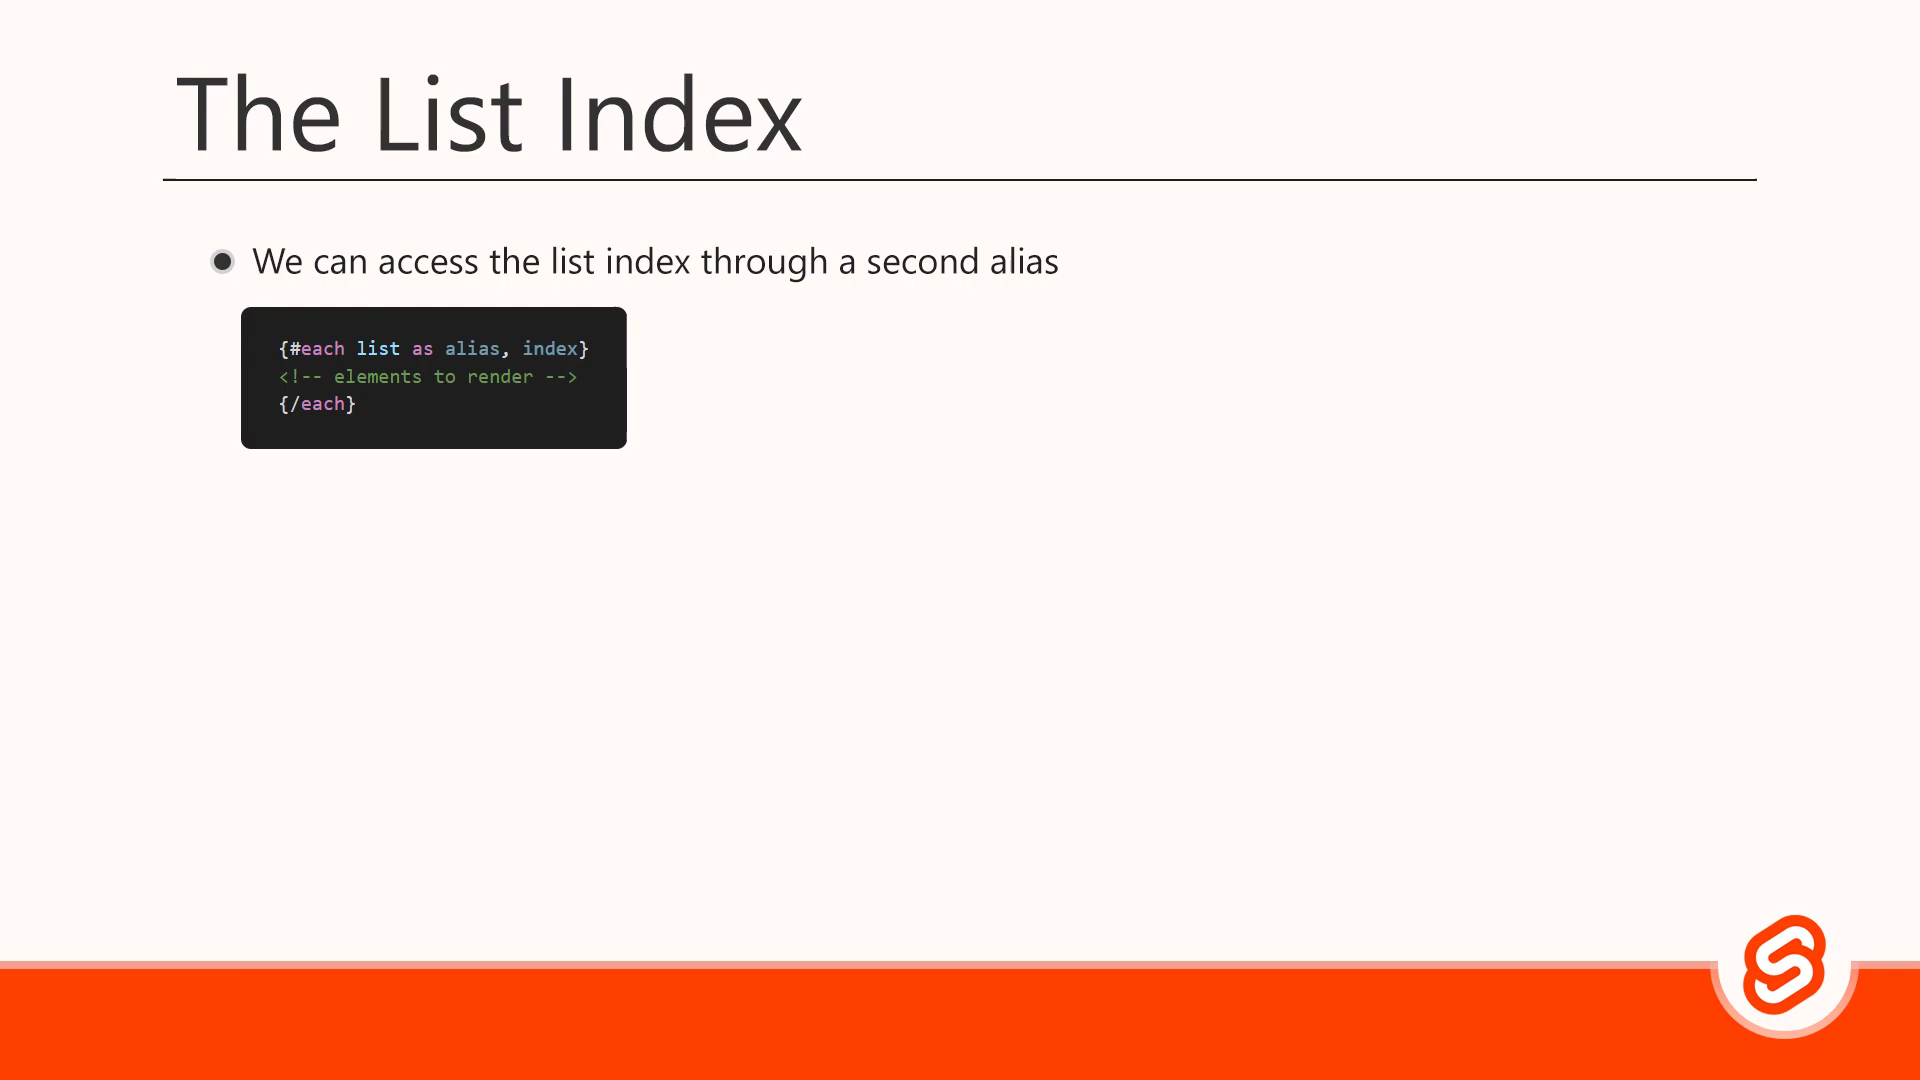 The List Index
We can access the list index through a second alias
{#each list as alias, index}
<!-- elements to render -->
{/each}